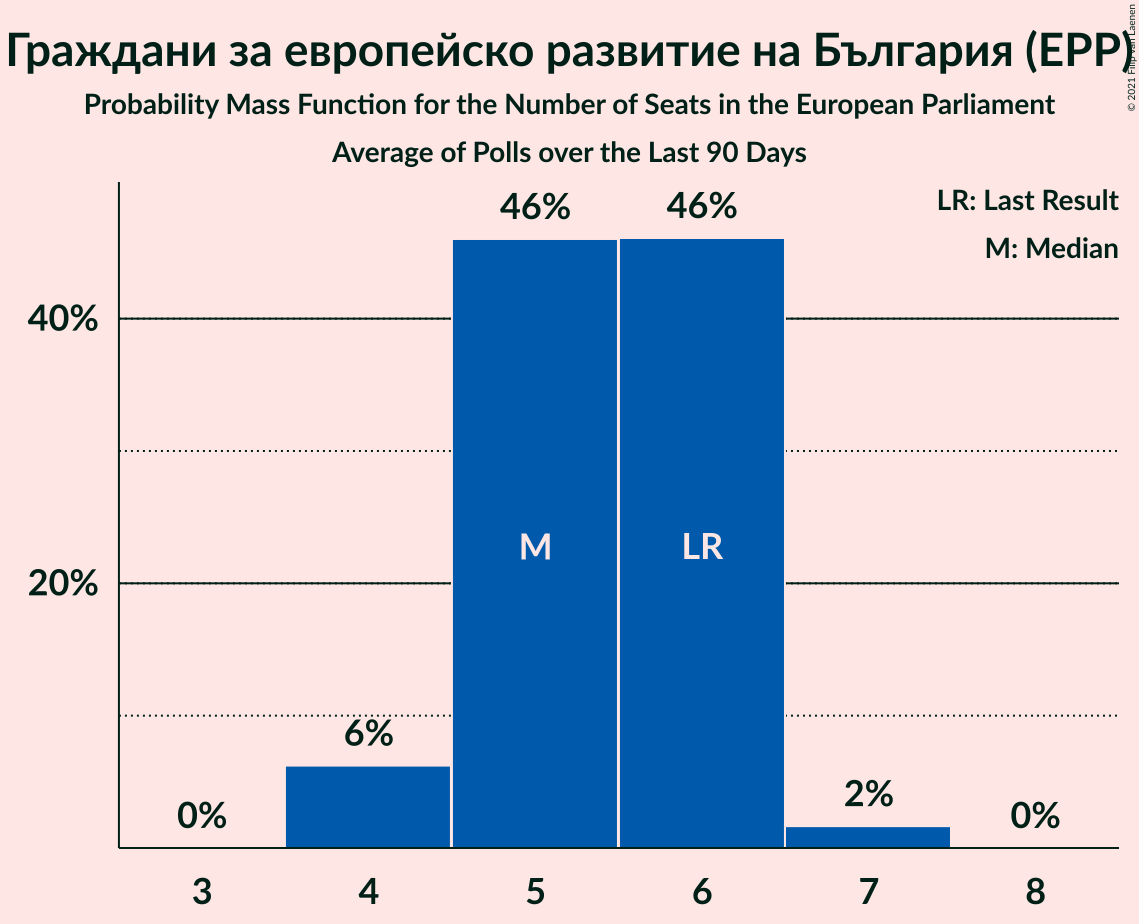 Граждани за европейско развитие на България (EPP)
© 2021 Filip van Laenen
Probability Mass Function for the Number of Seats in the European Parliament
Average of Polls over the Last 90 Days
LR: Last Result
M: Median
46%
46%
40%
M
LR
20%
6%
2%
0%
0%
3
4
5
6
7
8